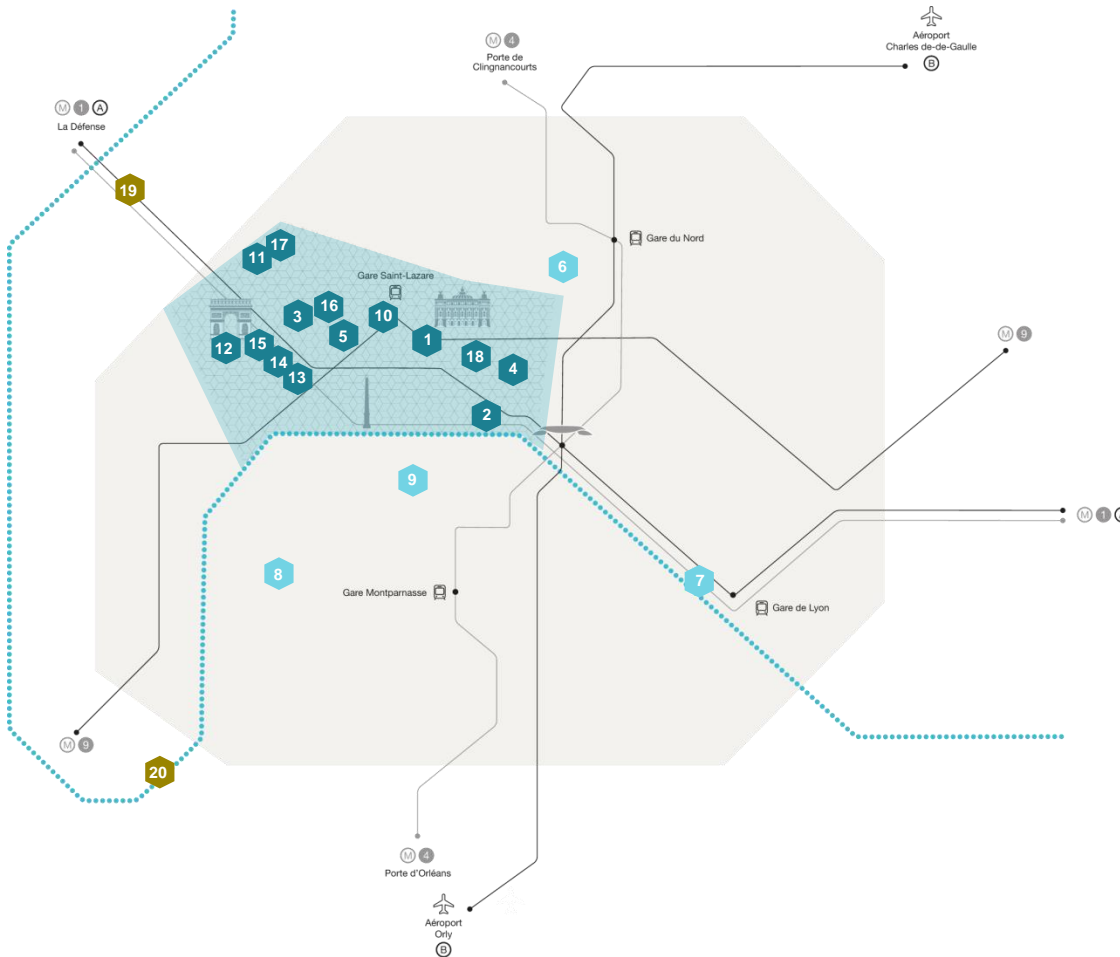 Aéroport
Charles de-de-Gaulle
B
M 4
Porte de
Clingnancourts
M 1 A
La Défense
19
17
11
Gare du Nord
6
Gare Saint-Lazare
16
3
10
5
1
12
15
14
13
18
4
M 9
2
9
M 1
8
7
Gare Montparnasse
Gare de Lyon
M 9
20
M 4
Porte d'Orléans
Aéroport
Orly
B